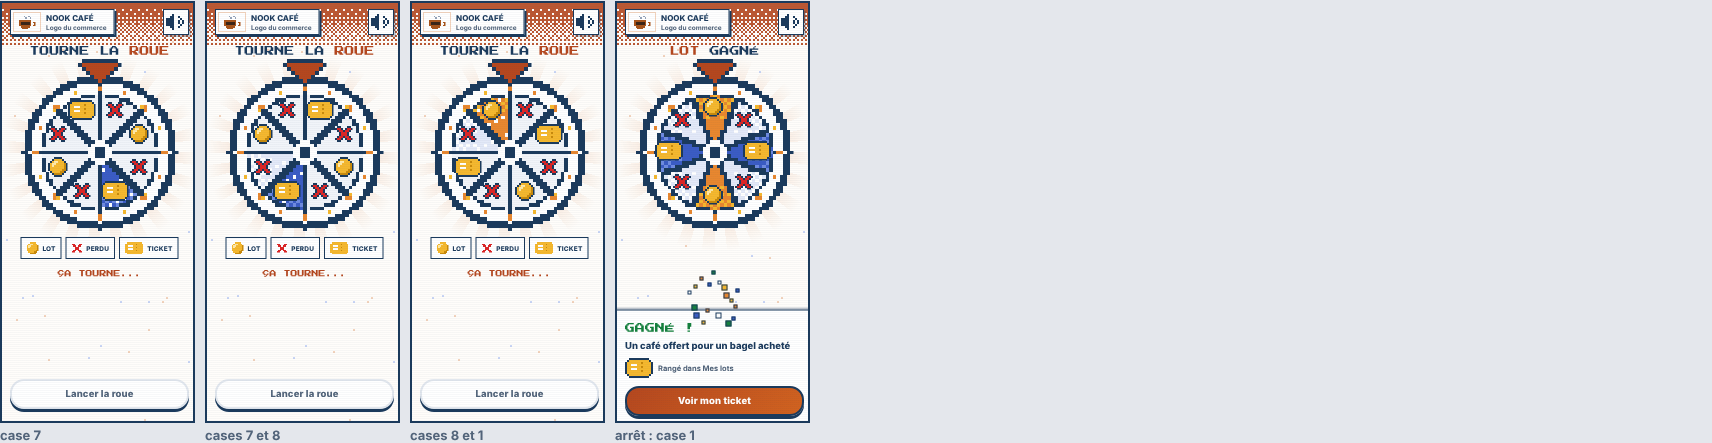 NOOK CAFÉ
Logo du commerce
TOURNE LA ROUE
LOT
PERDU
TICKET
ÇA TOURNE...
Lancer la roue
case 7
NOOK CAFÉ
Logo du commerce
TOURNE LA ROUE
LOT
PERDU
TICKET
ÇA TOURNE...
Lancer la roue
cases 7 et 8
NOOK CAFÉ
Logo du commerce
TOURNE LA ROUE
LOT
PERDU
TICKET
ÇA TOURNE...
Lancer la roue
cases 8 et 1
NOOK CAFÉ
Logo du commerce
LOT GAGNÉ
GAGNÉ !
Un café offert pour un bagel acheté
Rangé dans Mes lots
Voir mon ticket
arrêt : case 1